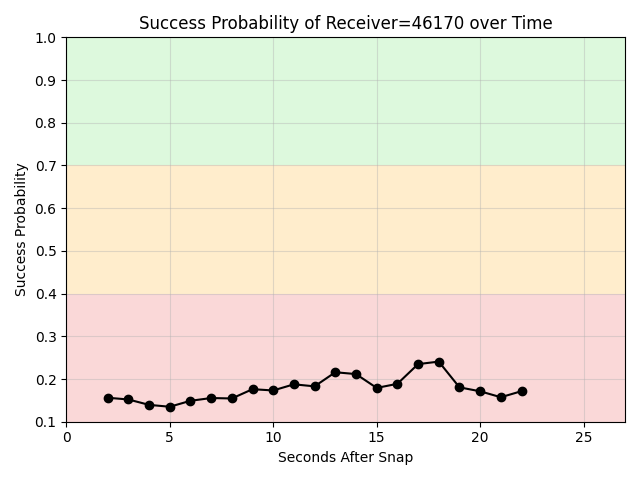 Success Probability of Receiver=46170 over Time
1.0
0.9
0.8
0.7
0.6
0.5
0.4
0.3
0.2
0.1
Success Probability
0 5 10 15 20 25
Seconds After Snap